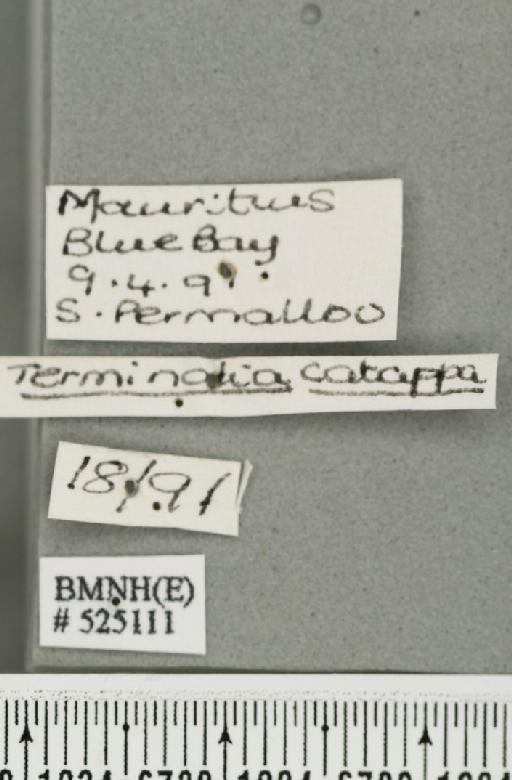 Mauritius
Blue Bay
9.4.91.
S. Permalloo
Terminalia catappa
18/91
BMNH(E)
# 525111